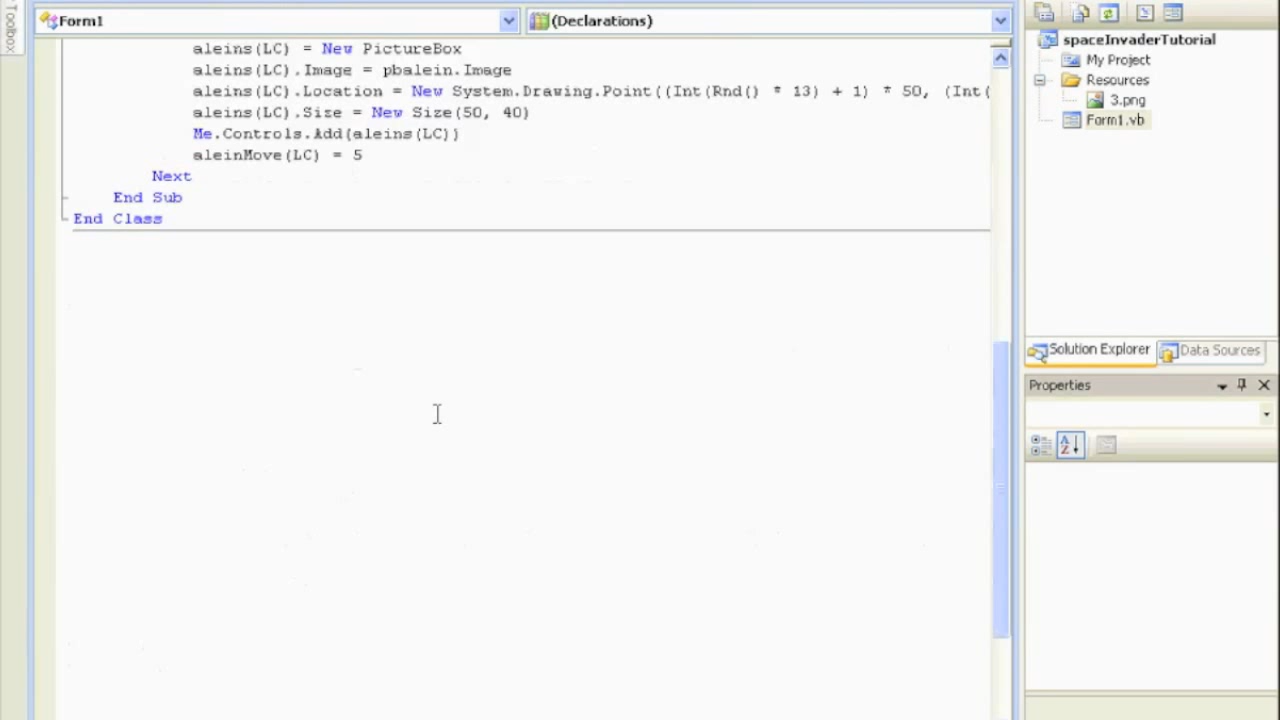 Toolbox
Form1
(Declarations)
aleins(LC) = New PictureBox
aleins(LC).Image = pbalein.Image
aleins(LC).Location = New System.Drawing.Point((Int(Rnd() * 13) + 1) * 50, (Int(
aleins(LC).Size = New Size(50, 40)
Me.Controls.Add(aleins(LC))
aleinMove(LC) = 5
Next
End Sub
End Class
spaceInvaderTutorial
My Project
Resources
3.png
Form1.vb
Solution Explorer
Data Sources
Properties